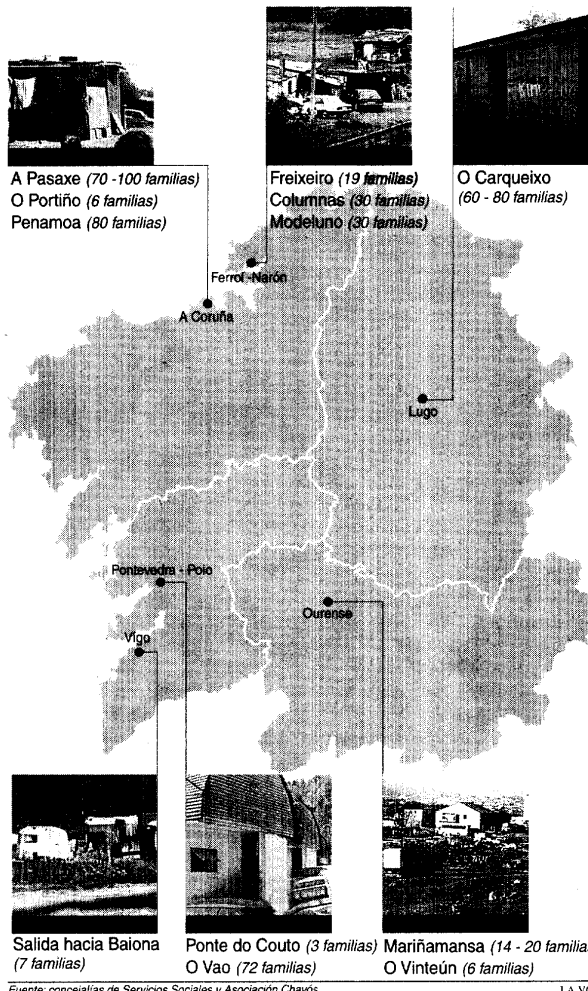 A Pasaxe (70 -100 familias)
O Portiño (6 familias)
Penamoa (80 familias)
Freixeiro (19 familias)
Columnas (30 familias)
Modeluno (30 familias)
O Carqueixo
(60 - 80 familias)
Ferrol -Narón
A Coruña
Lugo
Pontevedra - Poio
Ourense
Vigo
Salida hacia Baiona
(7 familias)
Ponte do Couto (3 familias)
O Vao (72 familias)
Mariñamansa (14 - 20 familia
O Vinteún (6 familias)
Fuente: concejalías de Servicios Sociales y Asociación Chavós
LA V